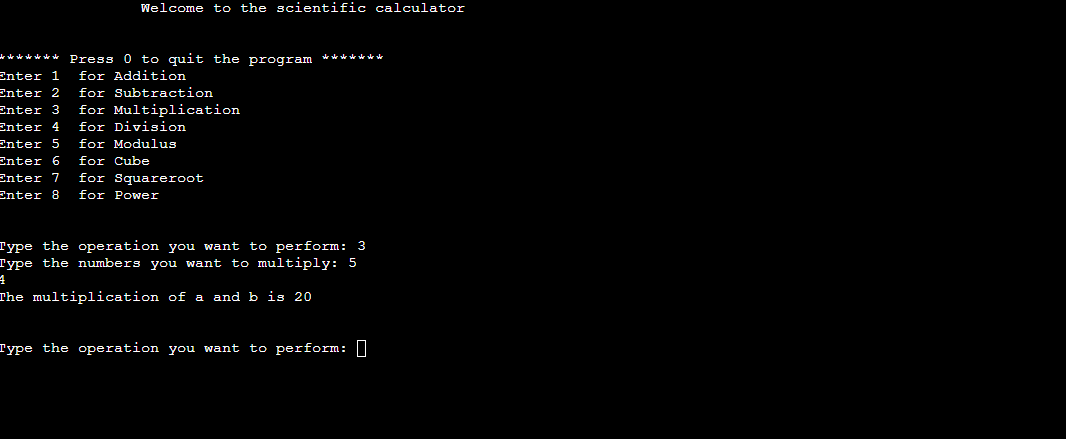 Welcome to the scientific calculator
******* Press 0 to quit the program *******
Enter 1  for Addition
Enter 2  for Subtraction
Enter 3  for Multiplication
Enter 4  for Division
Enter 5  for Modulus
Enter 6  for Cube
Enter 7  for Squareroot
Enter 8  for Power
Type the operation you want to perform: 3
Type the numbers you want to multiply: 5
4
The multiplication of a and b is 20
Type the operation you want to perform: